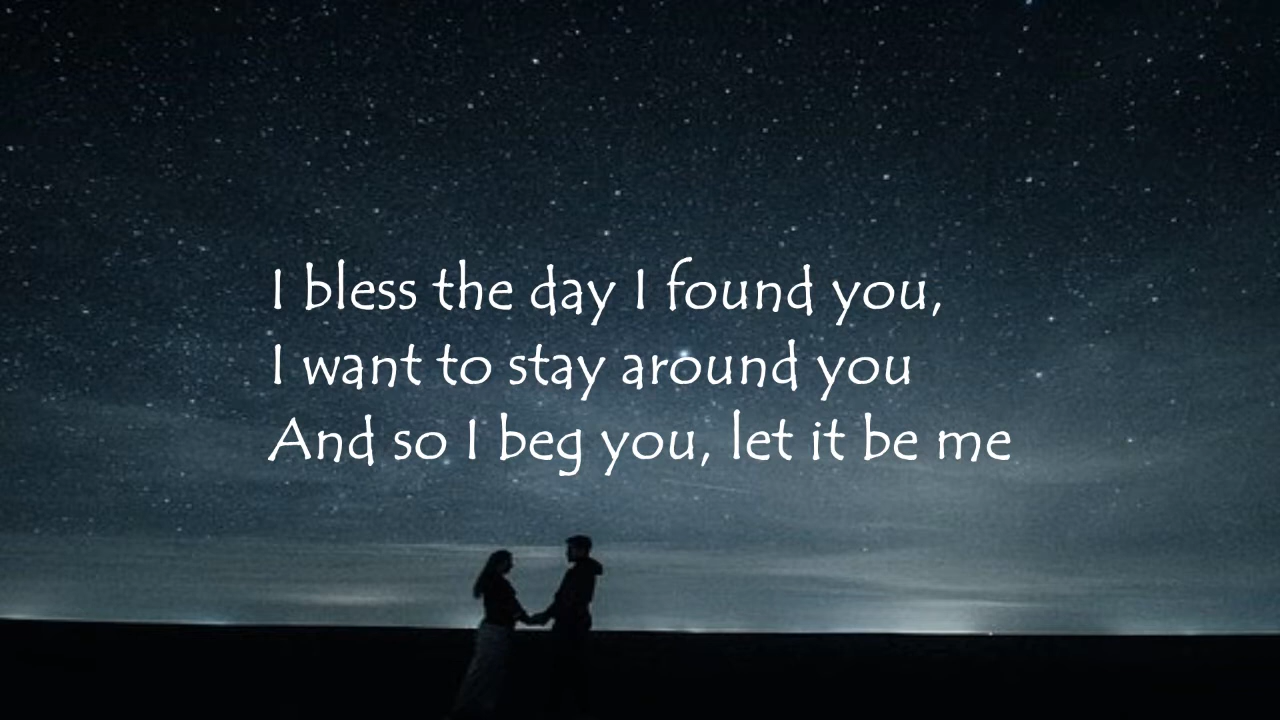 I bless the day I found you,
I want to stay around you
And so I beg you, let it be me